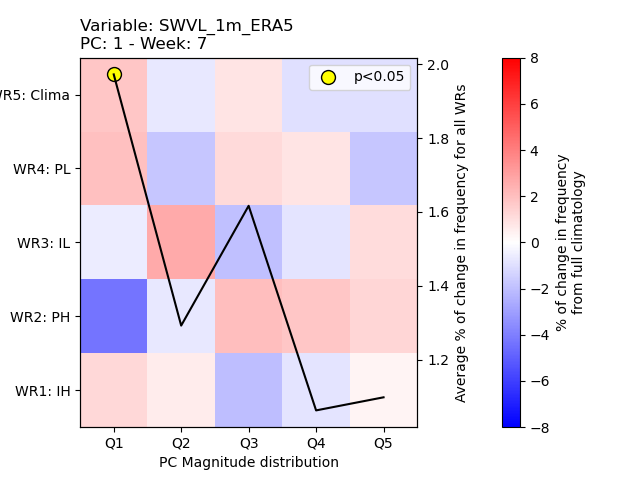 Variable: SWVL_1m_ERA5
PC: 1 - Week: 7
p<0.05
WR5: Clima
WR4: PL
WR3: IL
WR2: PH
WR1: IH
Q1 Q2 Q3 Q4 Q5
PC Magnitude distribution
2.0
1.8
1.6
1.4
1.2
Average % of change in frequency for all WRs
8
6
4
2
0
−2
−4
−6
−8
% of change in frequency
from full climatology